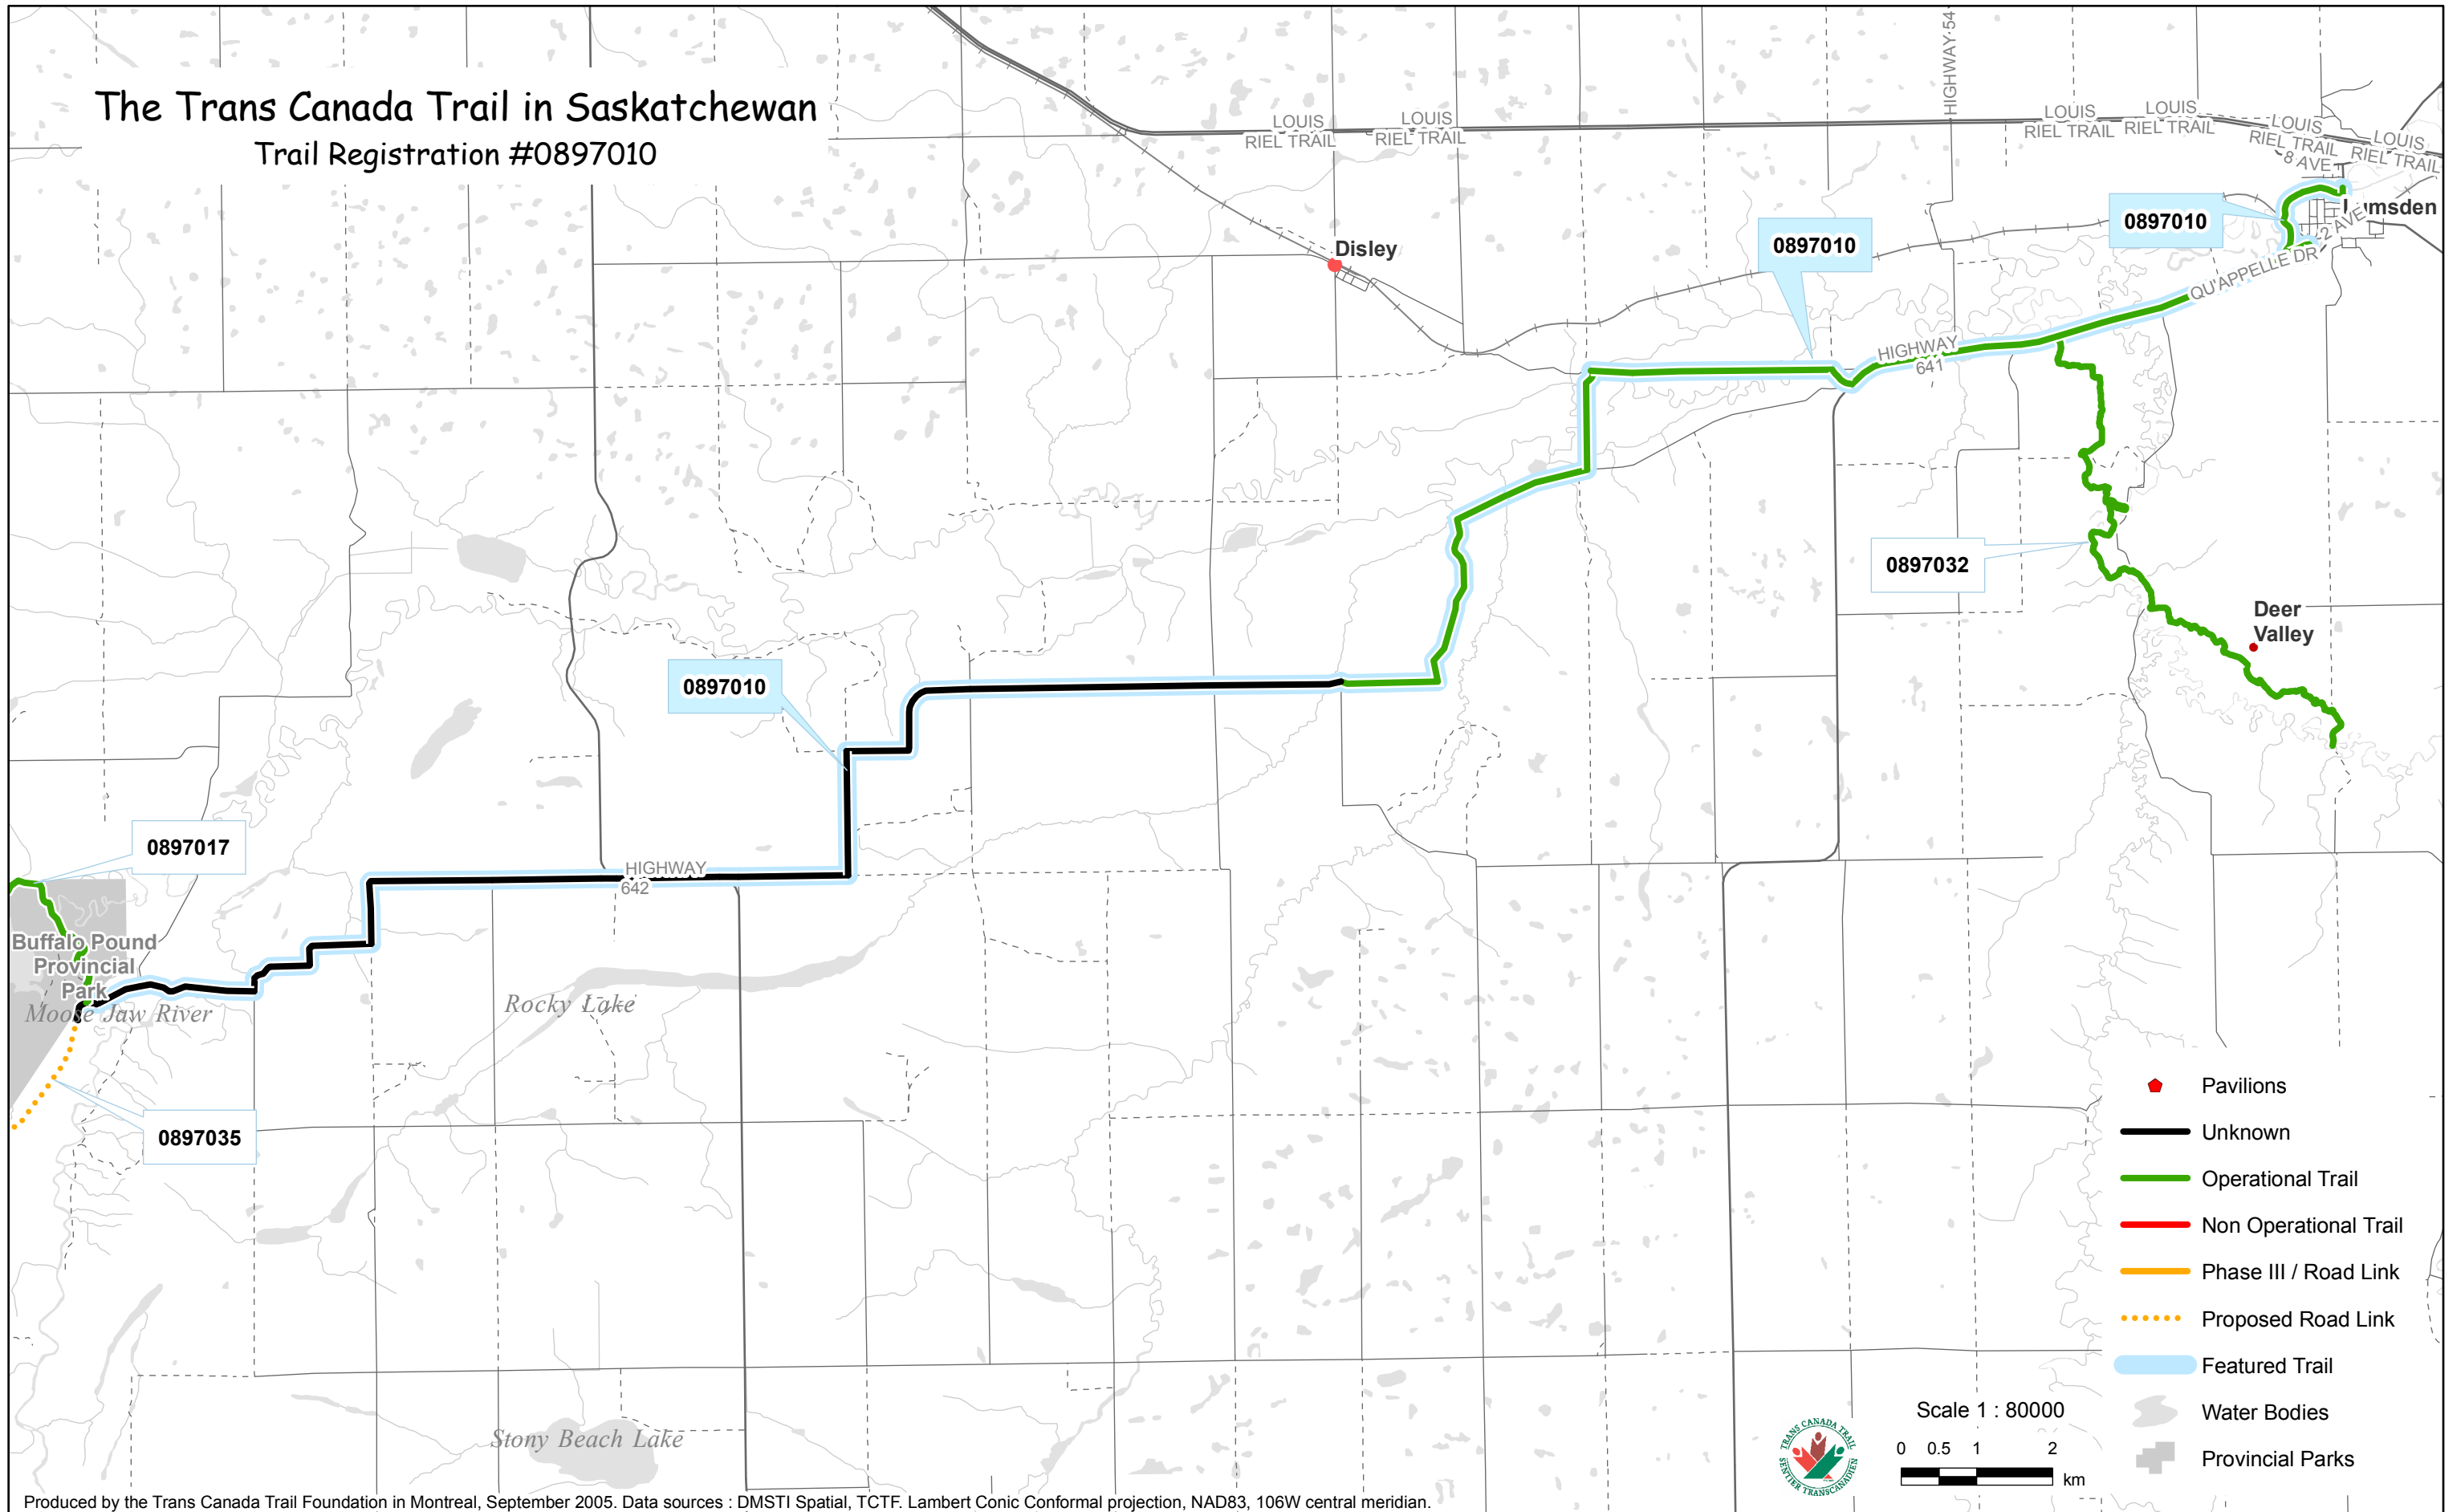 The Trans Canada Trail in Saskatchewan
Trail Registration #0897010
HIGHWAY 54
LOUIS
RIEL TRAIL
LOUIS
RIEL TRAIL
LOUIS
RIEL TRAIL
LOUIS
RIEL TRAIL
LOUIS
RIEL TRAIL
LOUIS
RIEL TRAIL
8 AVE
msden
2 AVE
QU'APPELLE DR
0897010
0897010
Disley
HIGHWAY
641
0897032
Deer
Valley
0897010
0897017
HIGHWAY
642
Buffalo Pound
Provincial
Park
Moose Jaw River
Rocky Lake
0897035
Stony Beach Lake
Pavilions
Unknown
Operational Trail
Non Operational Trail
Phase III / Road Link
Proposed Road Link
Featured Trail
Water Bodies
Provincial Parks
TRANS CANADA TRAIL
SENTIER TRANSCANADIEN
Scale 1 : 80000
0 0.5 1 2
km
Produced by the Trans Canada Trail Foundation in Montreal, September 2005. Data sources : DMSTI Spatial, TCTF. Lambert Conic Conformal projection, NAD83, 106W central meridian.